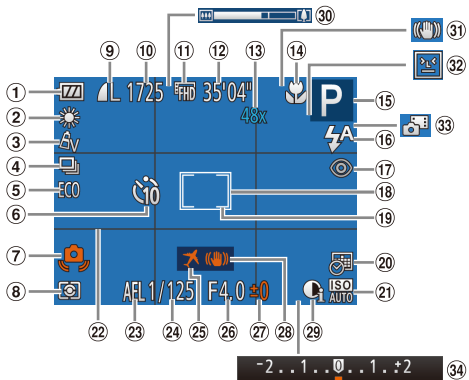 30
31
9 10 11 12 13 14
32
1 L 1725 FHD 35'04" P 15
48x
33
2
3 Av A 16
4 17
5 ECO 10 18
6 19
7 20
8 ISO AUTO 21
AFL 1/125 F4.0 ±0
22 23 24 25 26 27 28 29
-2..1..0..1..+2 34